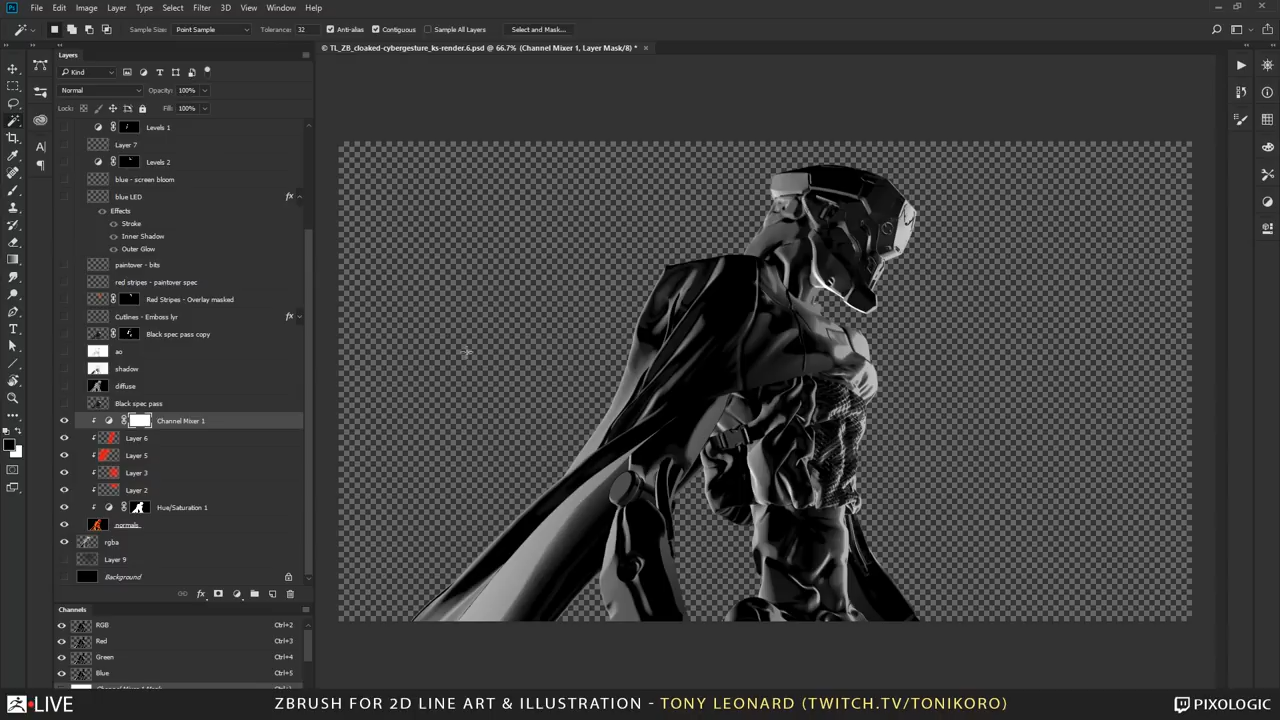 Ps File Edit Image Layer Type Select Filter 3D View Window Help
Sample Size: Point Sample Tolerance: 32 Anti-alias Contiguous Sample All Layers Select and Mask...
Layers
© TL_ZB_cloaked-cybergesture_ks-render.6.psd @ 66.7% (Channel Mixer 1, Layer Mask/8) *
Kind
Normal Opacity: 100%
Lock: Fill: 100%
Levels 1
Layer 7
Levels 2
blue - screen bloom
blue LED fx
Effects
Stroke
Inner Shadow
Outer Glow
paintover - bits
red stripes - paintover spec
Red Stripes - Overlay masked
Cutlines - Emboss lyr fx
Black spec pass copy
ao
shadow
diffuse
Black spec pass
Channel Mixer 1
Layer 6
Layer 5
Layer 3
Layer 2
Hue/Saturation 1
normals
rgba
Layer 9
Background
fx
Channels
RGB Ctrl+2
Red Ctrl+3
Green Ctrl+4
Blue Ctrl+5
LIVE ZBRUSH FOR 2D LINE ART & ILLUSTRATION - TONY LEONARD (TWITCH.TV/TONIKORO) PIXOLOGIC